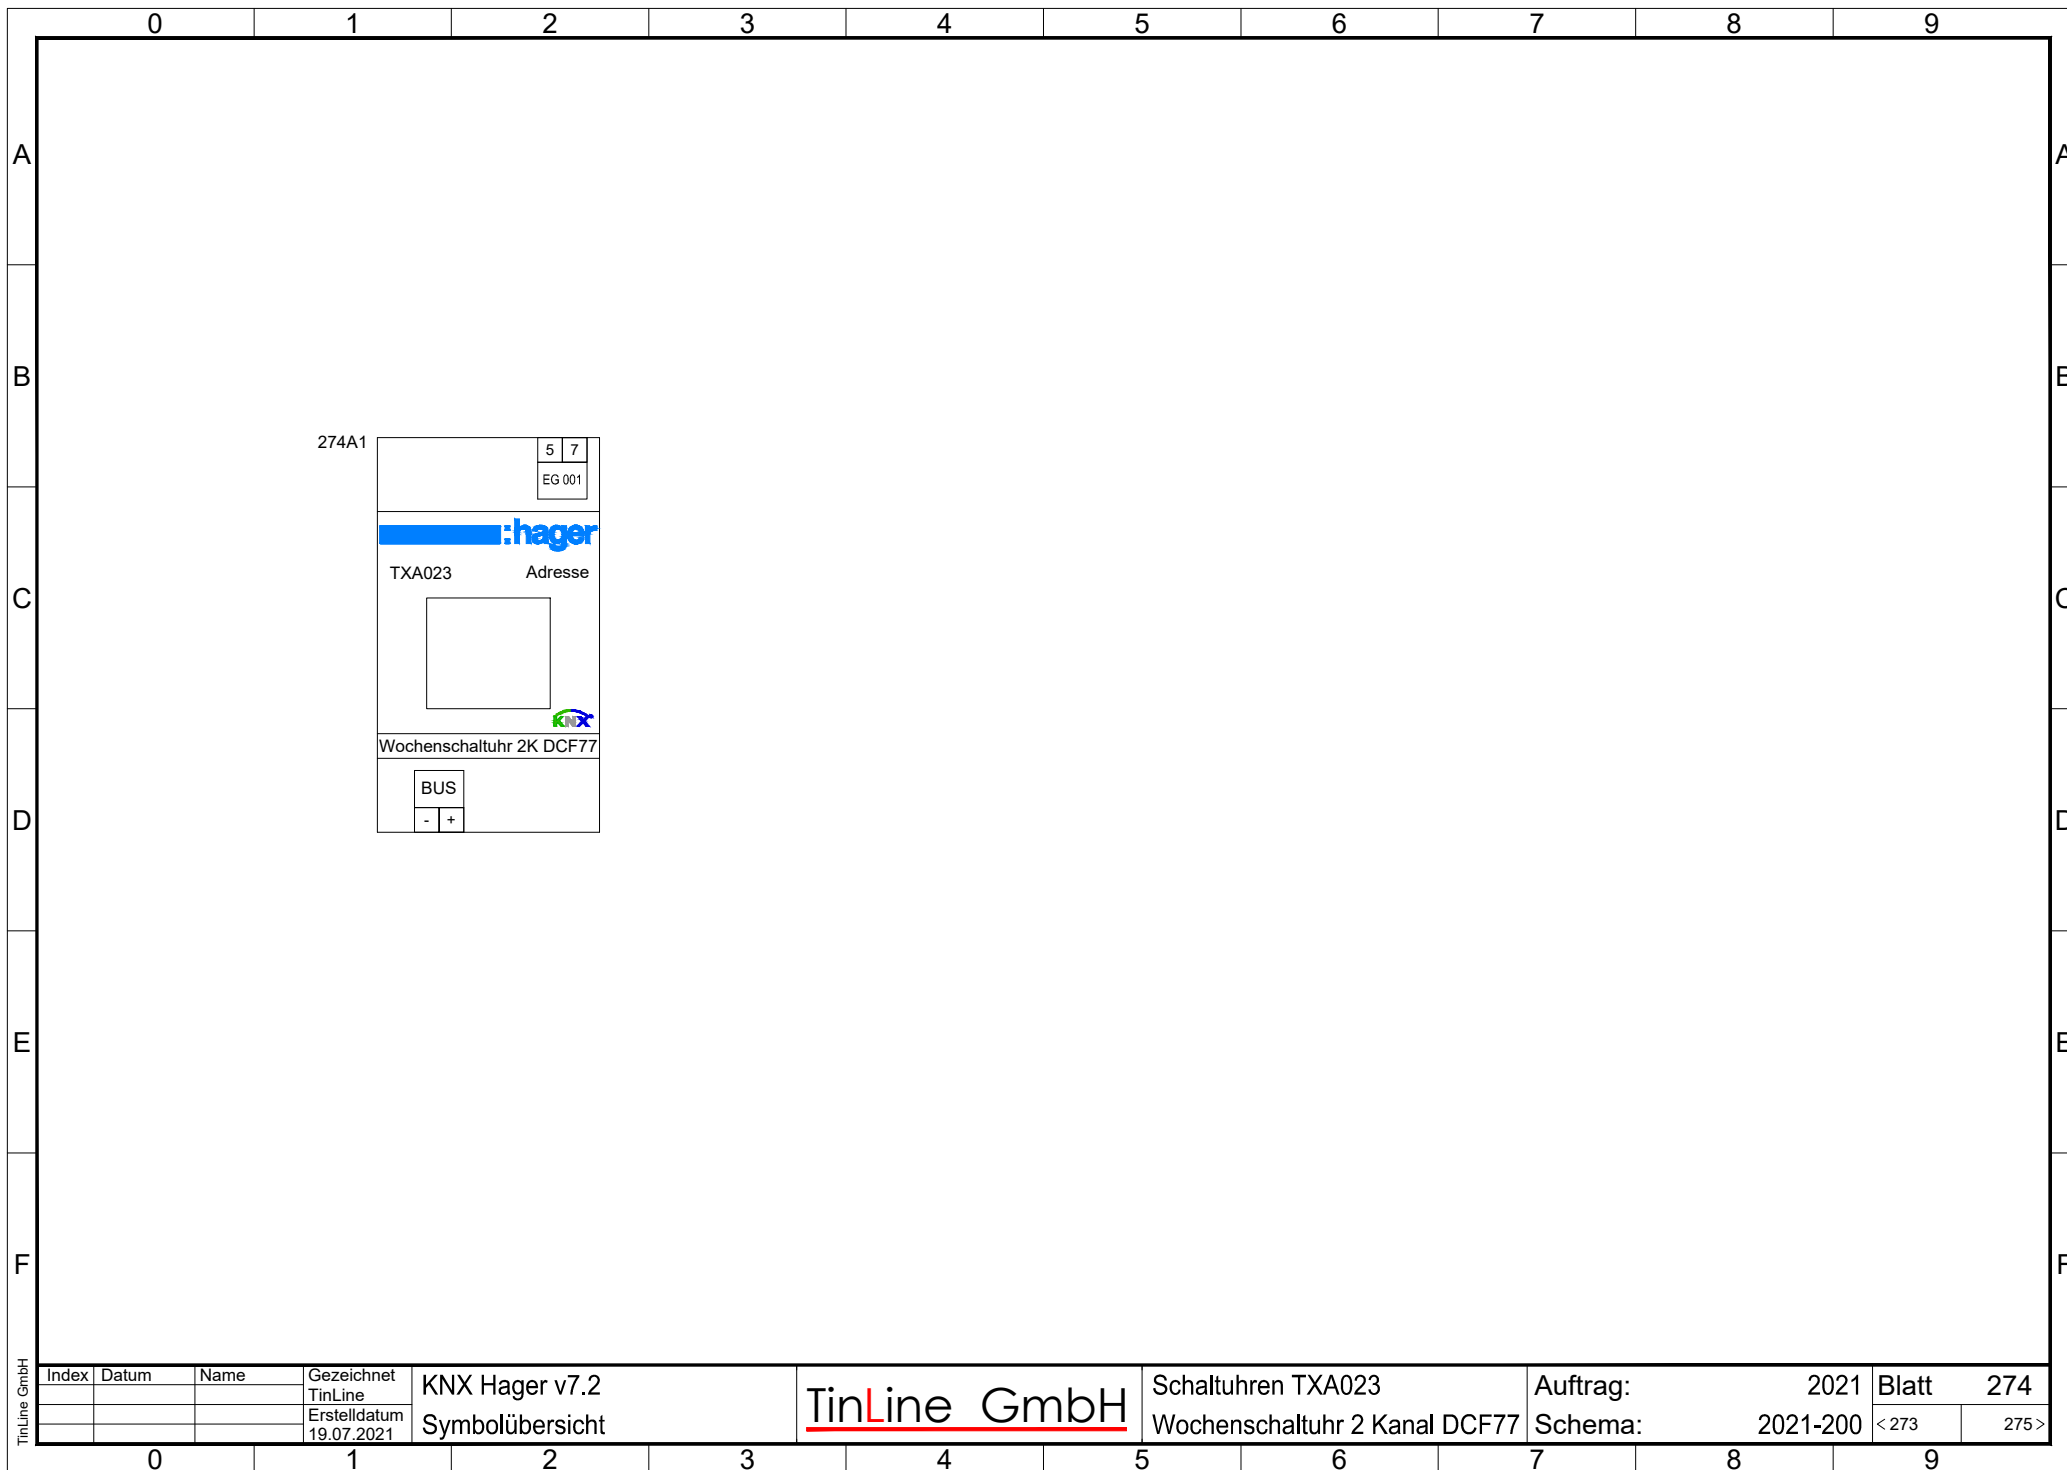 0 1 2 3 4 5 6 7 8 9
A A
B B
274A1
5 7
EG 001
:hager
TXA023 Adresse
C C
KNX
Wochenschaltuhr 2K DCF77
BUS
- +
D D
E E
F F
TinLine GmbH
Index Datum Name
Gezeichnet
TinLine
Erstelldatum
19.07.2021
KNX Hager v7.2
Symbolübersicht
TinLine GmbH
Schaltuhren TXA023
Wochenschaltuhr 2 Kanal DCF77
Auftrag: 2021
Schema: 2021-200
Blatt 274
< 273 275 >
0 1 2 3 4 5 6 7 8 9